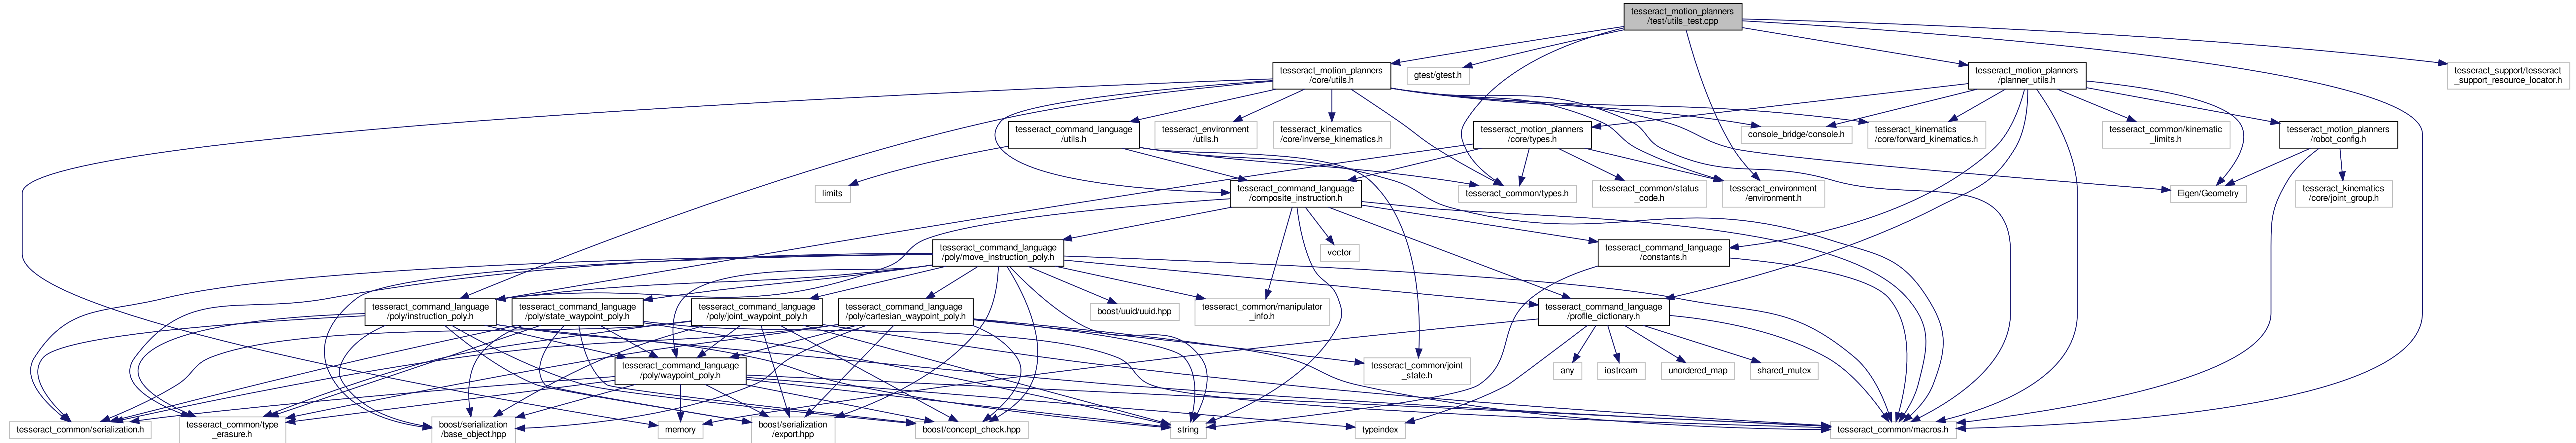 tesseract_motion_planners
/test/utils_test.cpp
tesseract_motion_planners
/core/utils.h
gtest/gtest.h
tesseract_motion_planners
/planner_utils.h
tesseract_support/tesseract
_support_resource_locator.h
tesseract_command_language
/utils.h
tesseract_environment
/utils.h
tesseract_kinematics
/core/inverse_kinematics.h
tesseract_motion_planners
/core/types.h
console_bridge/console.h
tesseract_kinematics
/core/forward_kinematics.h
tesseract_common/kinematic
_limits.h
tesseract_motion_planners
/robot_config.h
limits
tesseract_command_language
/composite_instruction.h
tesseract_common/types.h
tesseract_common/status
_code.h
tesseract_environment
/environment.h
Eigen/Geometry
tesseract_kinematics
/core/joint_group.h
tesseract_command_language
/poly/move_instruction_poly.h
vector
tesseract_command_language
/constants.h
tesseract_command_language
/poly/instruction_poly.h
tesseract_command_language
/poly/state_waypoint_poly.h
tesseract_command_language
/poly/joint_waypoint_poly.h
tesseract_command_language
/poly/cartesian_waypoint_poly.h
boost/uuid/uuid.hpp
tesseract_common/manipulator
_info.h
tesseract_command_language
/profile_dictionary.h
tesseract_command_language
/poly/waypoint_poly.h
tesseract_common/joint
_state.h
any
iostream
unordered_map
shared_mutex
tesseract_common/serialization.h
tesseract_common/type
_erasure.h
boost/serialization
/base_object.hpp
memory
boost/serialization
/export.hpp
boost/concept_check.hpp
string
typeindex
tesseract_common/macros.h